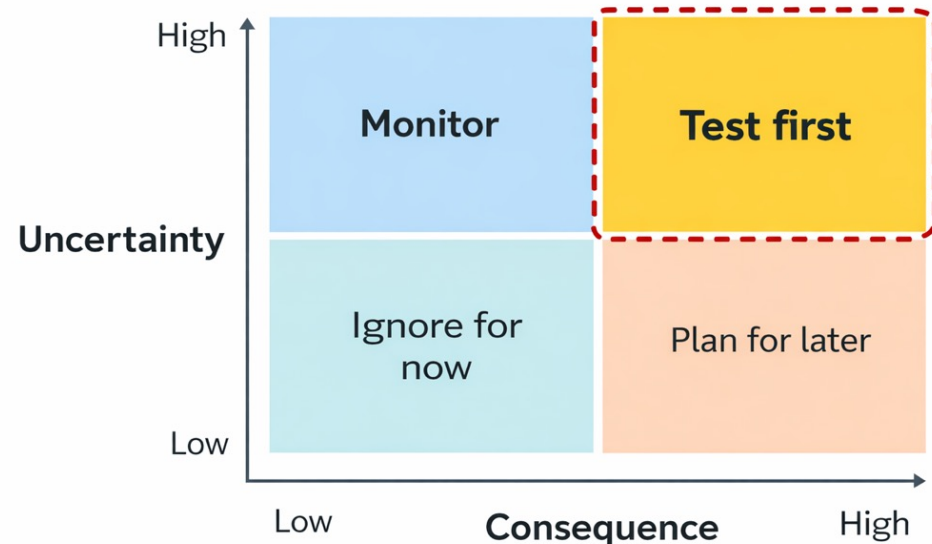 High
Monitor
Test first
Uncertainty
Ignore for
now
Plan for later
Low
Low
Consequence
High